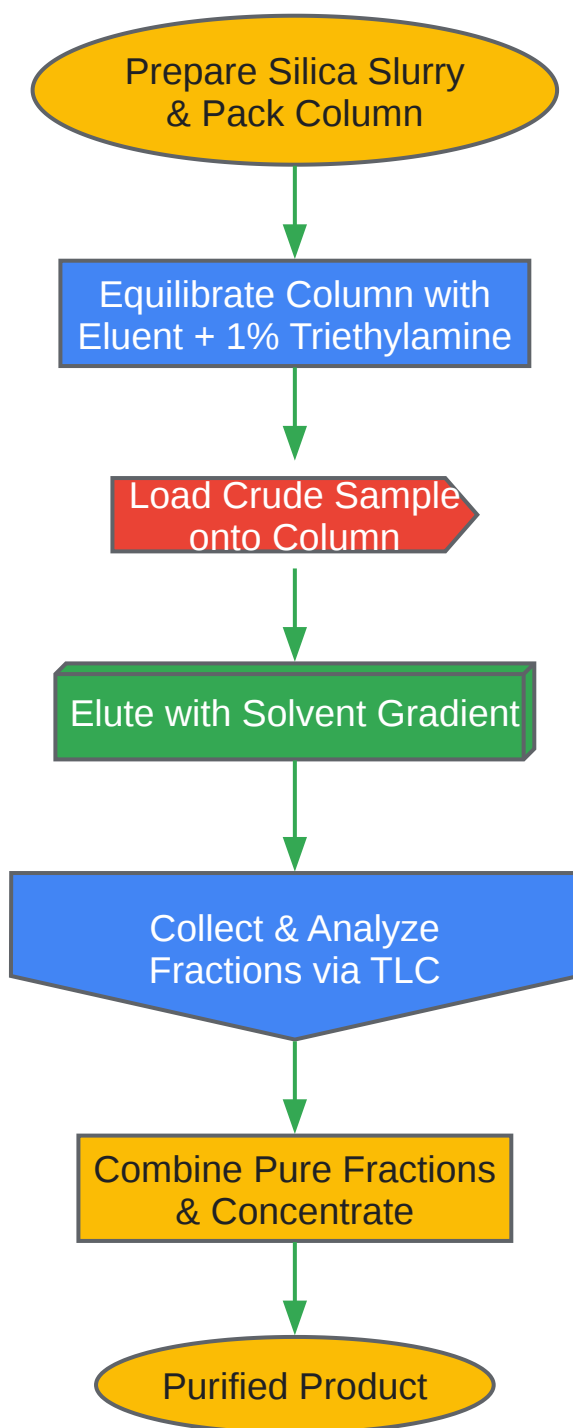 Prepare Silica Slurry
& Pack Column
Equilibrate Column with
Eluent + 1% Triethylamine
Load Crude Sample
onto Column
Elute with Solvent Gradient
Collect & Analyze
Fractions via TLC
Combine Pure Fractions
& Concentrate
Purified Product